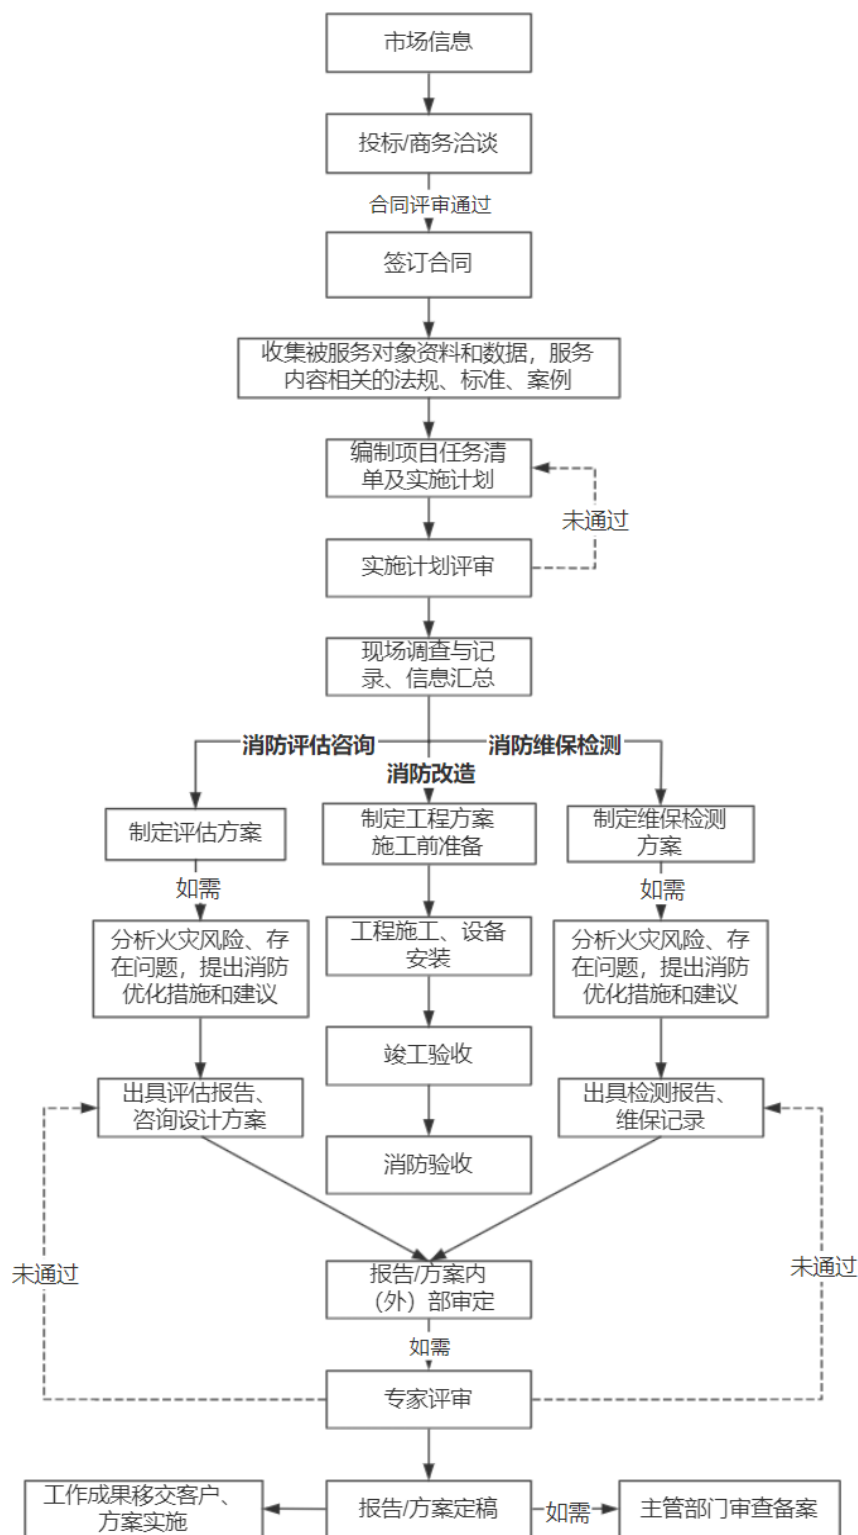 市场信息
投标/商务洽谈
合同评审通过
签订合同
收集被服务对象资料和数据，服务
内容相关的法规、标准、案例
编制项目任务清
单及实施计划
未通过
实施计划评审
现场调查与记
录、信息汇总
消防评估咨询
消防维保检测
消防改造
制定评估方案
制定工程方案
施工前准备
制定维保检测
方案
如需
如需
分析火灾风险、存
在问题，提出消防
优化措施和建议
工程施工、设备
安装
分析火灾风险、存
在问题，提出消防
优化措施和建议
竣工验收
出具评估报告、
咨询设计方案
出具检测报告、
维保记录
消防验收
未通过
报告/方案内
（外）部审定
未通过
如需
专家评审
工作成果移交客户、
方案实施
报告/方案定稿
如需
主管部门审查备案